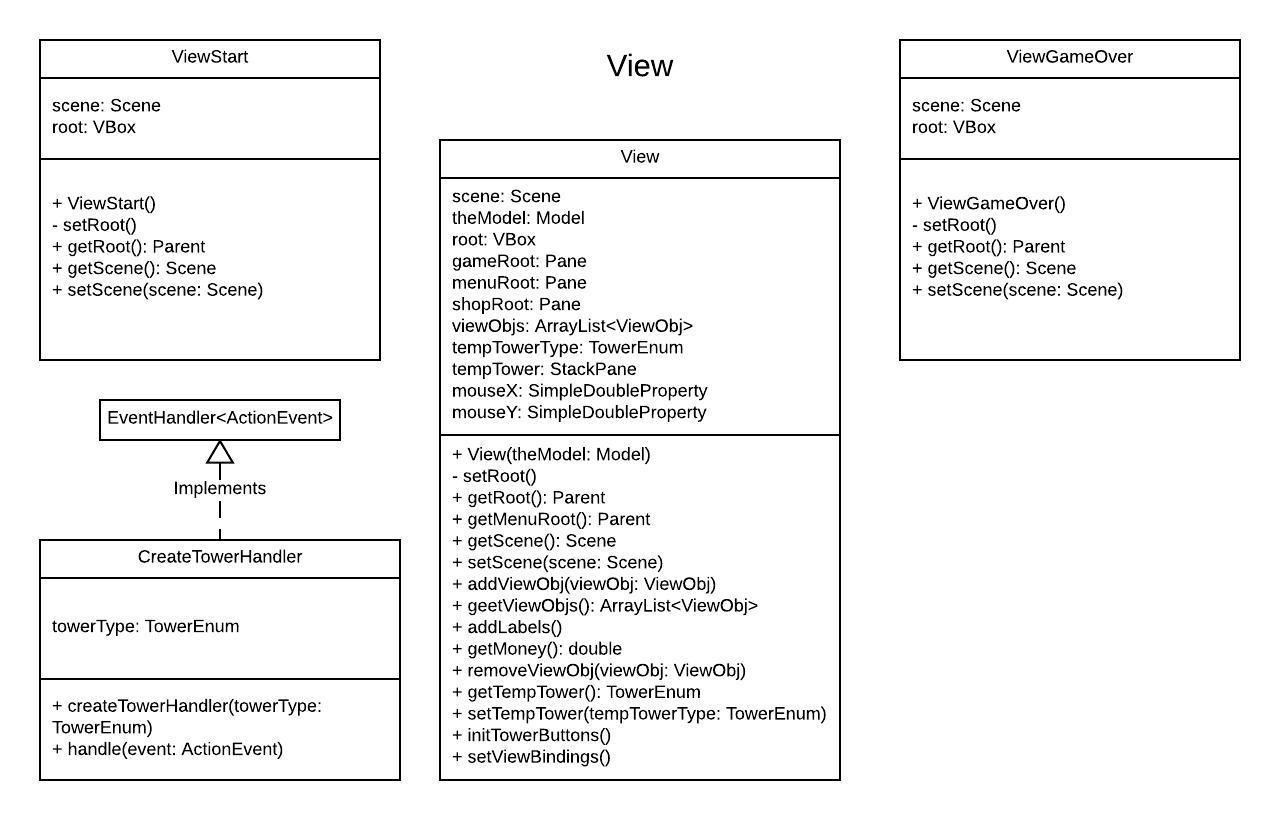 ViewStart
scene: Scene
root: VBox
+ ViewStart()
- setRoot()
+ getRoot(): Parent
+ getScene(): Scene
+ setScene(scene: Scene)
EventHandler<ActionEvent>
Implements
CreateTowerHandler
towerType: TowerEnum
+ createTowerHandler(towerType:
TowerEnum)
+ handle(event: ActionEvent)
View
View
scene: Scene
theModel: Model
root: VBox
gameRoot: Pane
menuRoot: Pane
shopRoot: Pane
viewObjs: ArrayList<ViewObj>
tempTowerType: TowerEnum
tempTower: StackPane
mouseX: SimpleDoubleProperty
mouseY: SimpleDoubleProperty
+ View(theModel: Model)
- setRoot()
+ getRoot(): Parent
+ getMenuRoot(): Parent
+ getScene(): Scene
+ setScene(scene: Scene)
+ addViewObj(viewObj: ViewObj)
+ geetViewObjs(): ArrayList<ViewObj>
+ addLabels()
+ getMoney(): double
+ removeViewObj(viewObj: ViewObj)
+ getTempTower(): TowerEnum
+ setTempTower(tempTowerType: TowerEnum)
+ initTowerButtons()
+ setViewBindings()
ViewGameOver
scene: Scene
root: VBox
+ ViewGameOver()
- setRoot()
+ getRoot(): Parent
+ getScene(): Scene
+ setScene(scene: Scene)